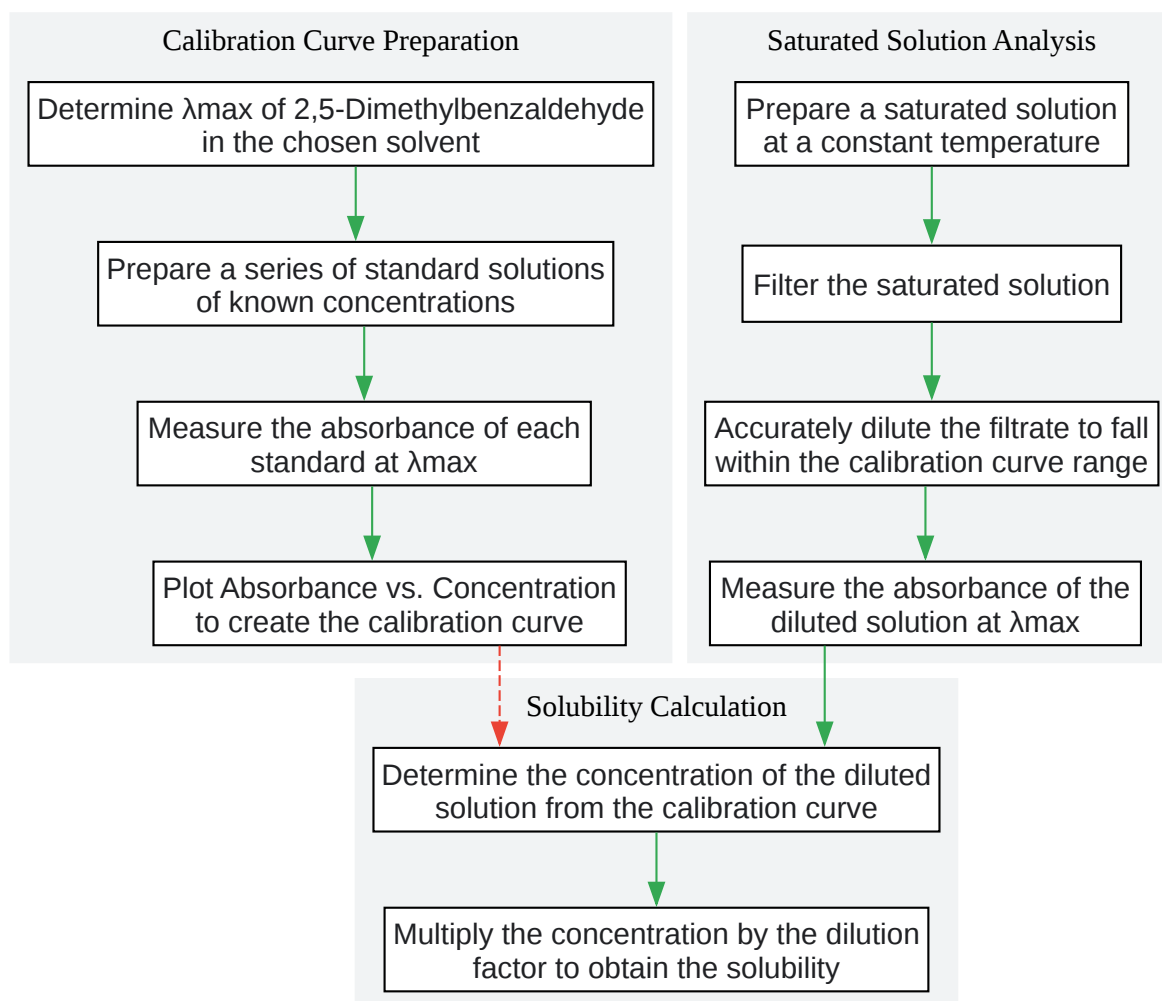 Calibration Curve Preparation
Determine λmax of 2,5-Dimethylbenzaldehyde
in the chosen solvent
Prepare a series of standard solutions
of known concentrations
Measure the absorbance of each
standard at λmax
Plot Absorbance vs. Concentration
to create the calibration curve
Saturated Solution Analysis
Prepare a saturated solution
at a constant temperature
Filter the saturated solution
Accurately dilute the filtrate to fall
within the calibration curve range
Measure the absorbance of the
diluted solution at λmax
Solubility Calculation
Determine the concentration of the diluted
solution from the calibration curve
Multiply the concentration by the dilution
factor to obtain the solubility